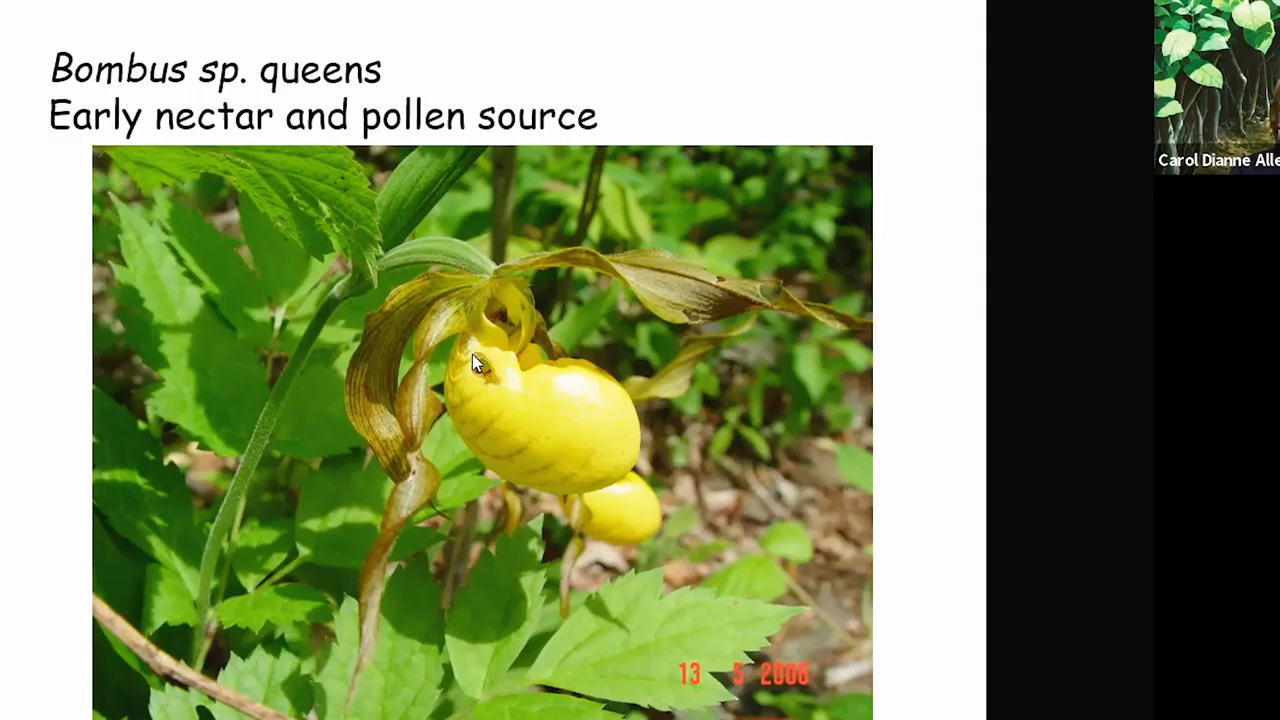 Bombus sp. queens
Early nectar and pollen source
Carol Dianne Alle
13 5 2006